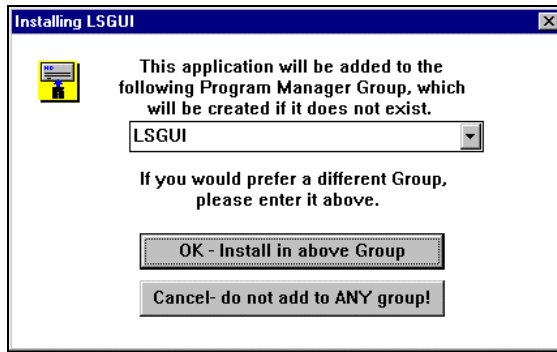 Installing LSGUI
HD
This application will be added to the
following Program Manager Group, which
will be created if it does not exist.
LSGUI
If you would prefer a different Group,
please enter it above.
OK - Install in above Group
Cancel- do not add to ANY group!